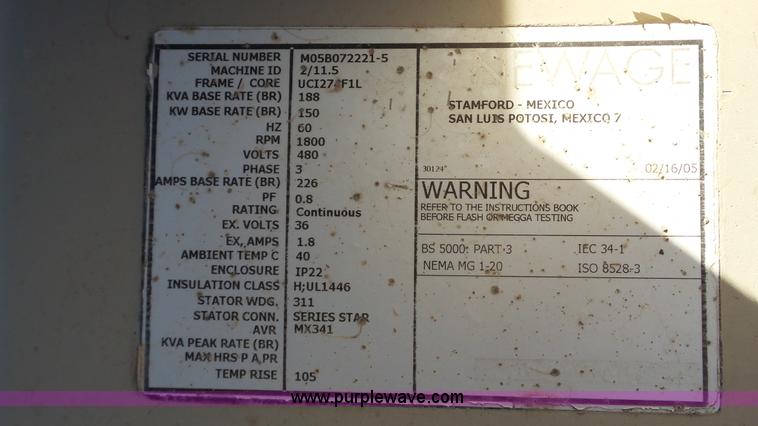 SERIAL NUMBER M05B072221-5
MACHINE ID 2/11.5
FRAME / CORE
KVA BASE RATE (BR) 188
KW BASE RATE (BR) 150
HZ 60
RPM 1800
VOLTS 480
PHASE 3
AMPS BASE RATE (BR) 226
PF 0.8
RATING Continuous
EX. VOLTS 36
EX. AMPS 1.8
AMBIENT TEMP C 40
ENCLOSURE IP22
INSULATION CLASS H;UL1446
STATOR WDG. 311
STATOR CONN. SERIES STAR
AVR MX341
KVA PEAK RATE (BR)
MAX HRS P A PR
TEMP RISE 105
NEWAGE
STAMFORD - MEXICO
SAN LUIS POTOSI, MEXICO 7
02/16/05
WARNING
REFER TO THE INSTRUCTIONS BOOK
BEFORE FLASH OR MEGGA TESTING
BS 5000: PART 3 IEC 34-1
NEMA MG 1-20 ISO 8528-3
www.purplewave.com